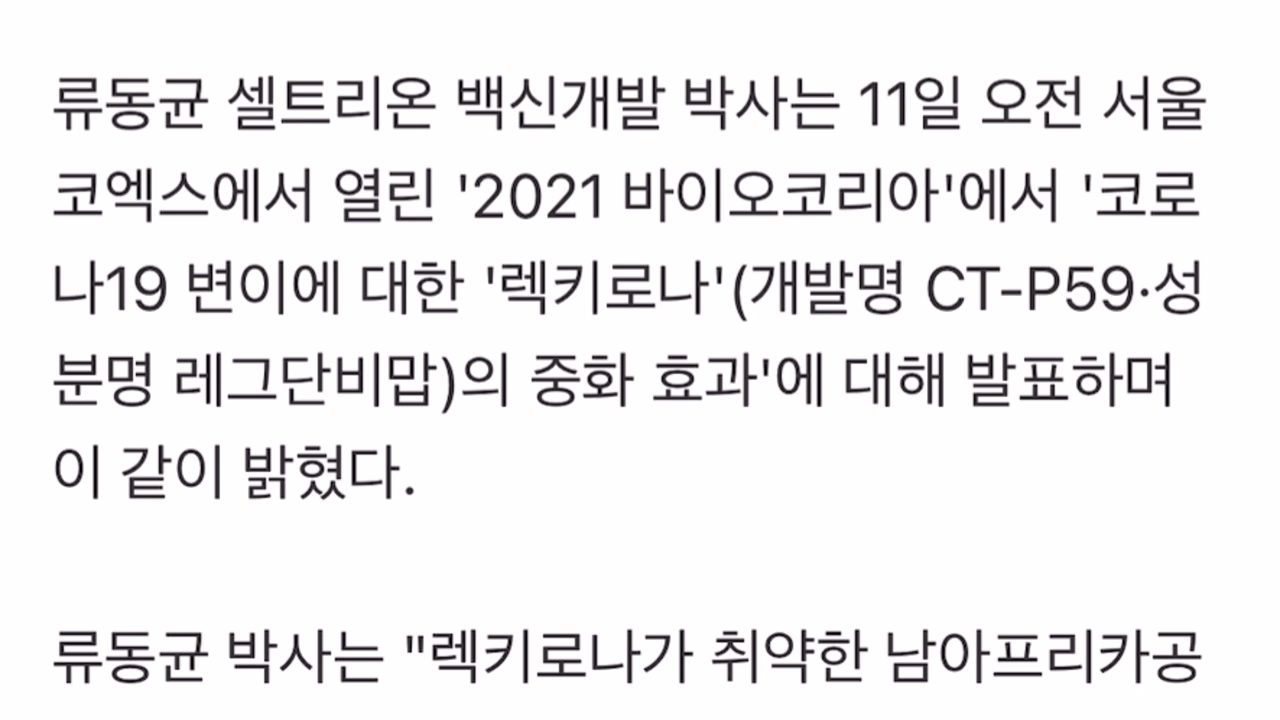 류동균 셀트리온 백신개발 박사는 11일 오전 서울
코엑스에서 열린 '2021 바이오코리아'에서 '코로
나19 변이에 대한 '렉키로나'(개발명 CT-P59·성
분명 레그단비맙)의 중화 효과'에 대해 발표하며
이 같이 밝혔다.
류동균 박사는 "렉키로나가 취약한 남아프리카공